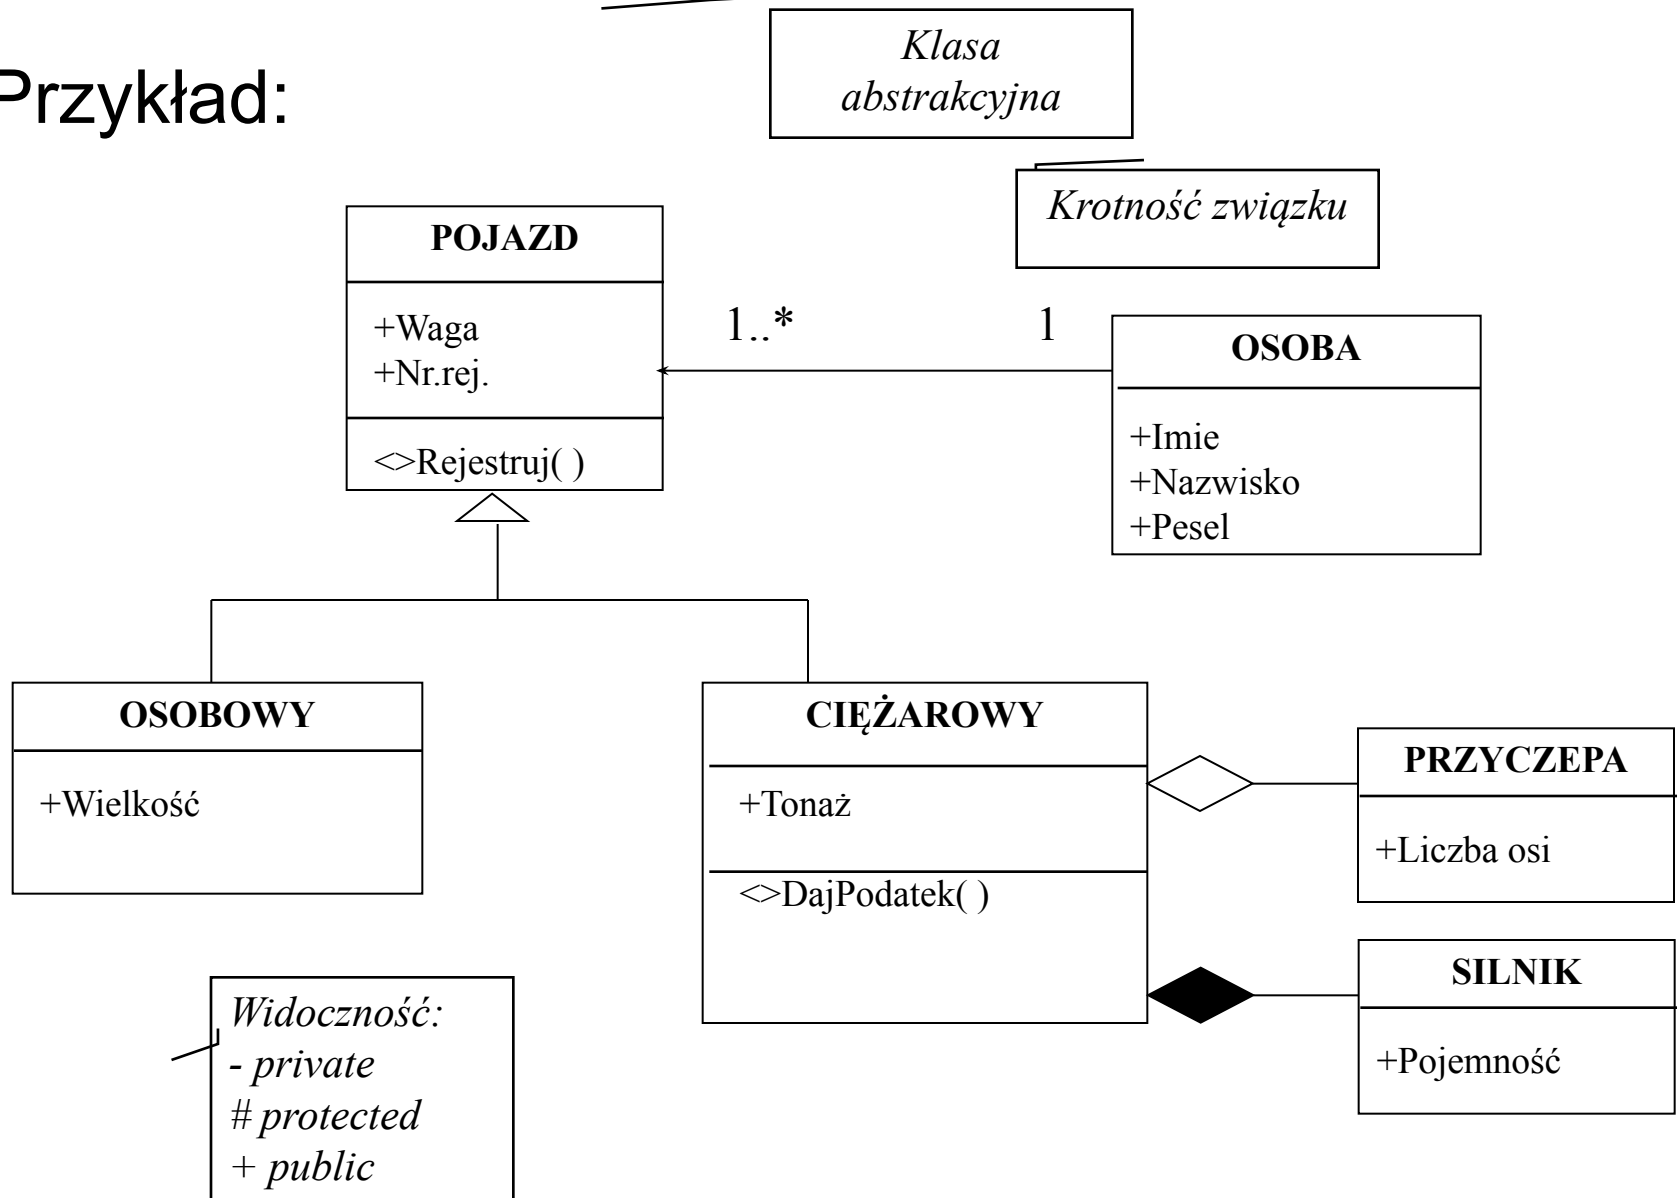 Przykład:
Klasa
abstrakcyjna
Krotność związku
POJAZD
+Waga
+Nr.rej.
<>Rejestruj( )
1..*
1
OSOBA
+Imie
+Nazwisko
+Pesel
OSOBOWY
+Wielkość
CIĘŻAROWY
+Tonaż
<>DajPodatek( )
PRZYCZEPA
+Liczba osi
SILNIK
+Pojemność
Widoczność:
- private
# protected
+ public